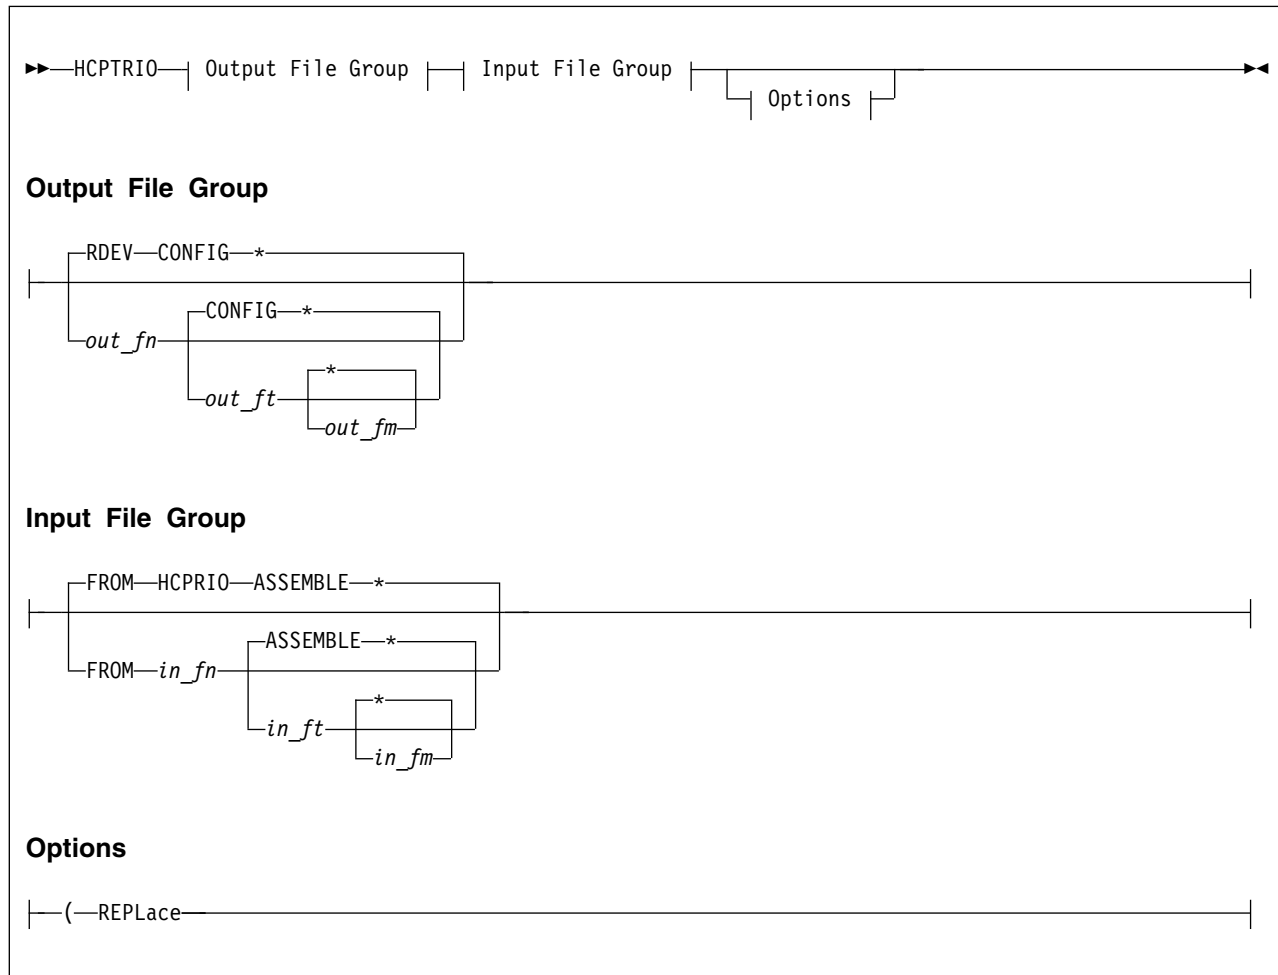 HCPTRIO Output File Group Input File Group
Options
Output File Group
RDEV CONFIG *
CONFIG *
out_fn
*
out_ft
out_fm
Input File Group
FROM HCPRIO ASSEMBLE *
ASSEMBLE *
FROM in_fn
*
in_ft
in_fm
Options
( REPLace